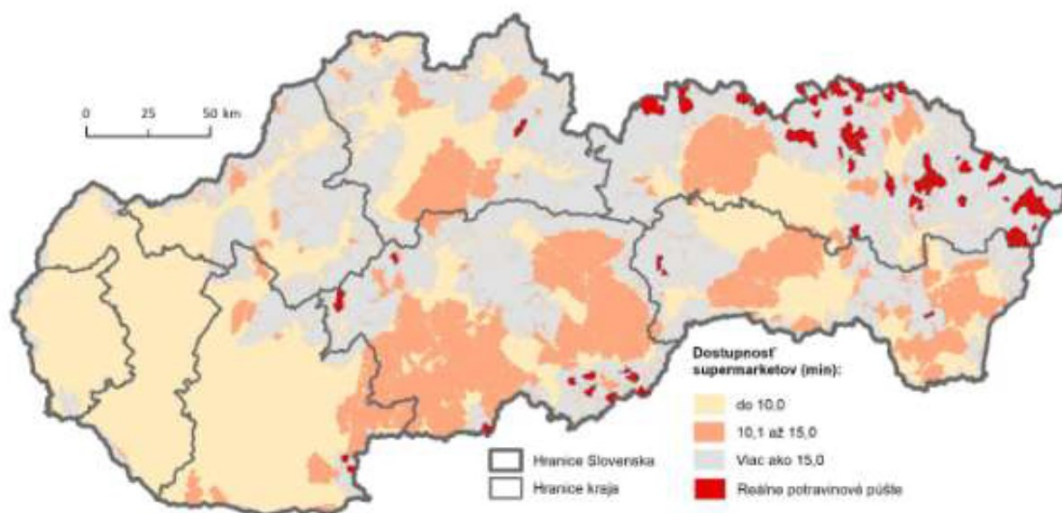 0 25 50 km
Dostupnosť
supermarketov (min):
do 10,0
10,1 až 15,0
Viac ako 15,0
Reálne potravinové púšte
Hranice Slovenska
Hranice kraja